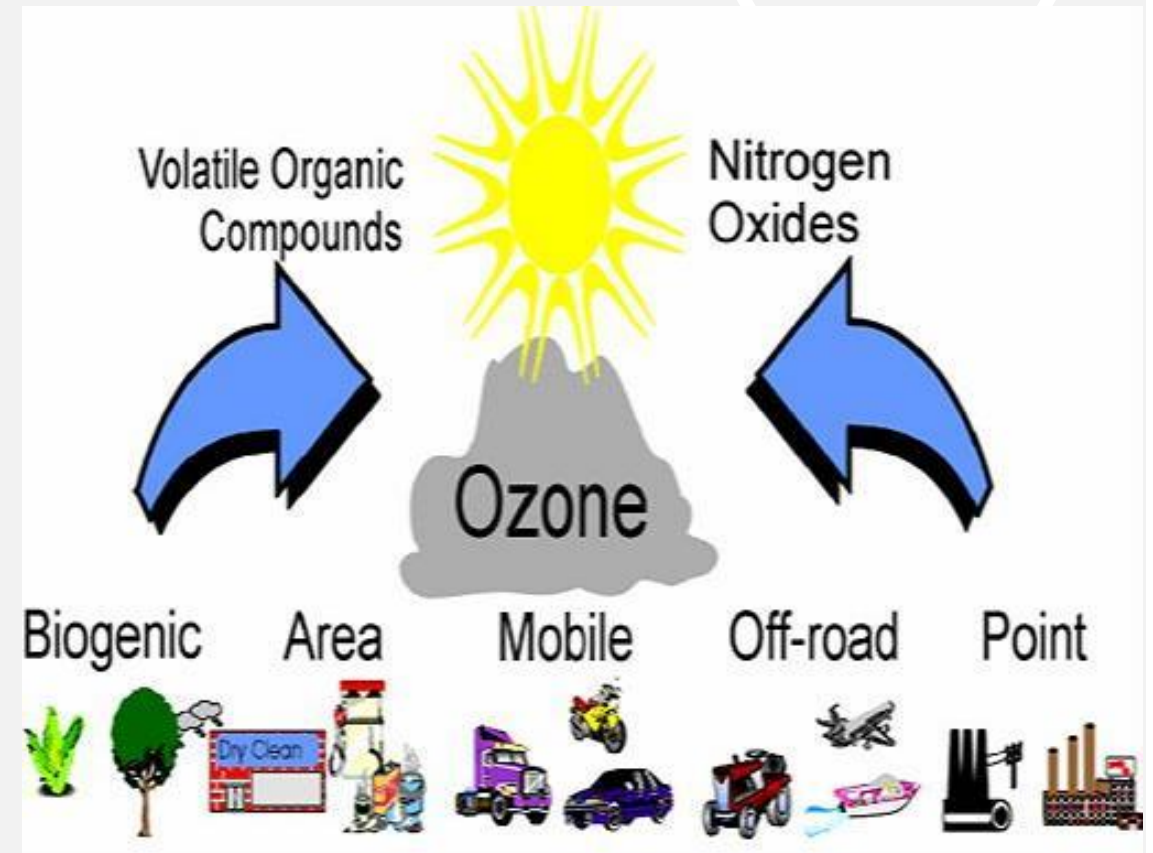 Volatile Organic
Compounds
Nitrogen
Oxides
Ozone
Biogenic Area Mobile Off-road Point
Dry Clean